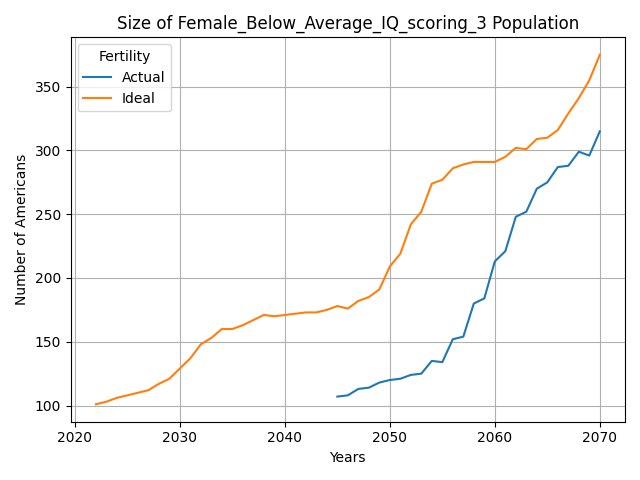 Size of Female_Below_Average_IQ_scoring_3 Population
Fertility
Actual
Ideal
Number of Americans
350
300
250
200
150
100
2020 2030 2040 2050 2060 2070
Years